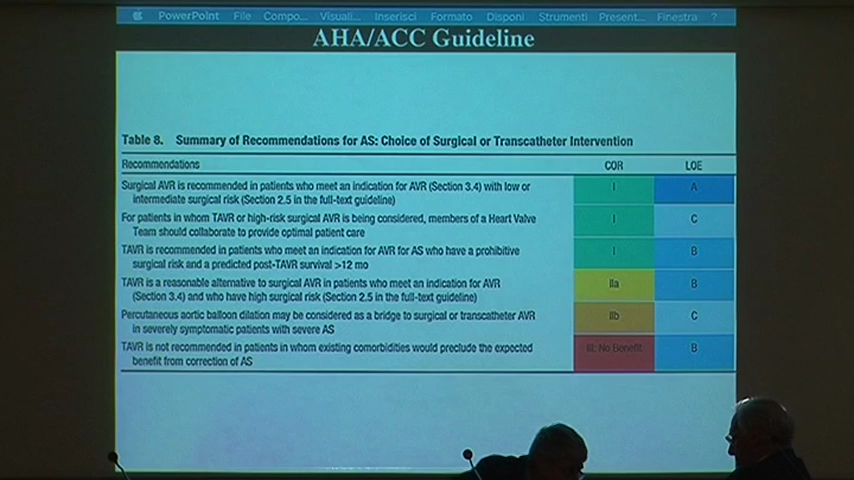 PowerPoint File Compo... Visuali... Inserisci Formato Disponi Strumenti Present... Finestra ?
AHA/ACC Guideline
Table 8. Summary of Recommendations for AS: Choice of Surgical or Transcatheter Intervention
Recommendations COR LOE
Surgical AVR is recommended in patients who meet an indication for AVR (Section 3.4) with low or I A
intermediate surgical risk (Section 2.5 in the full-text guideline)
For patients in whom TAVR or high-risk surgical AVR is being considered, members of a Heart Valve I C
Team should collaborate to provide optimal patient care
TAVR is recommended in patients who meet an indication for AVR for AS who have a prohibitive I B
surgical risk and a predicted post-TAVR survival >12 mo
TAVR is a reasonable alternative to surgical AVR in patients who meet an indication for AVR IIa B
(Section 3.4) and who have high surgical risk (Section 2.5 in the full-text guideline)
Percutaneous aortic balloon dilation may be considered as a bridge to surgical or transcatheter AVR IIb C
in severely symptomatic patients with severe AS
TAVR is not recommended in patients in whom existing comorbidities would preclude the expected III: No Benefit B
benefit from correction of AS